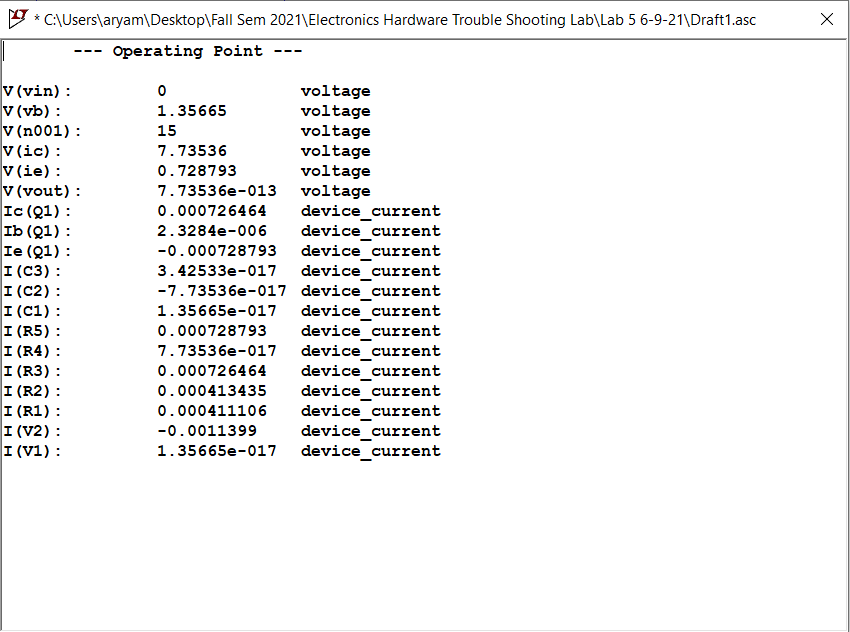 * C:\Users\aryam\Desktop\Fall Sem 2021\Electronics Hardware Trouble Shooting Lab\Lab 5 6-9-21\Draft1.asc
--- Operating Point ---
V(vin): 0 voltage
V(vb): 1.35665 voltage
V(n001): 15 voltage
V(ic): 7.73536 voltage
V(ie): 0.728793 voltage
V(vout): 7.73536e-013 voltage
Ic(Q1): 0.000726464 device_current
Ib(Q1): 2.3284e-006 device_current
Ie(Q1): -0.000728793 device_current
I(C3): 3.42533e-017 device_current
I(C2): -7.73536e-017 device_current
I(C1): 1.35665e-017 device_current
I(R5): 0.000728793 device_current
I(R4): 7.73536e-017 device_current
I(R3): 0.000726464 device_current
I(R2): 0.000413435 device_current
I(R1): 0.000411106 device_current
I(V2): -0.0011399 device_current
I(V1): 1.35665e-017 device_current